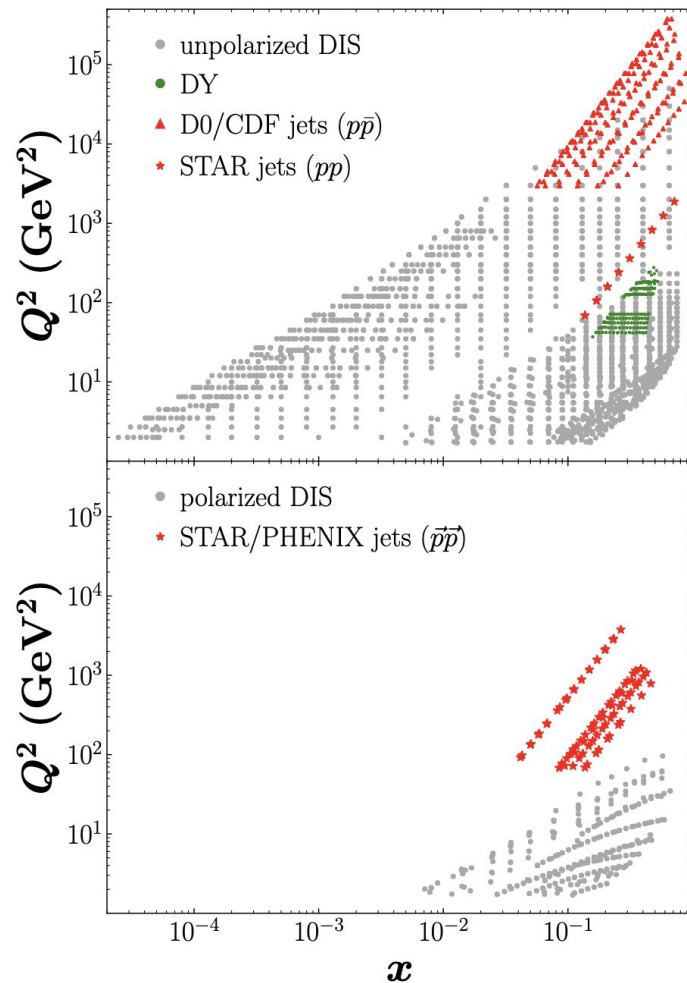 unpolarized DIS
DY
D0/CDF jets (pp̄)
STAR jets (pp)
10⁵
10⁴
10³
10²
10¹
Q² (GeV²)
polarized DIS
STAR/PHENIX jets (p⃗p⃗)
10⁵
10⁴
10³
10²
10¹
Q² (GeV²)
10⁻⁴ 10⁻³ 10⁻² 10⁻¹
x